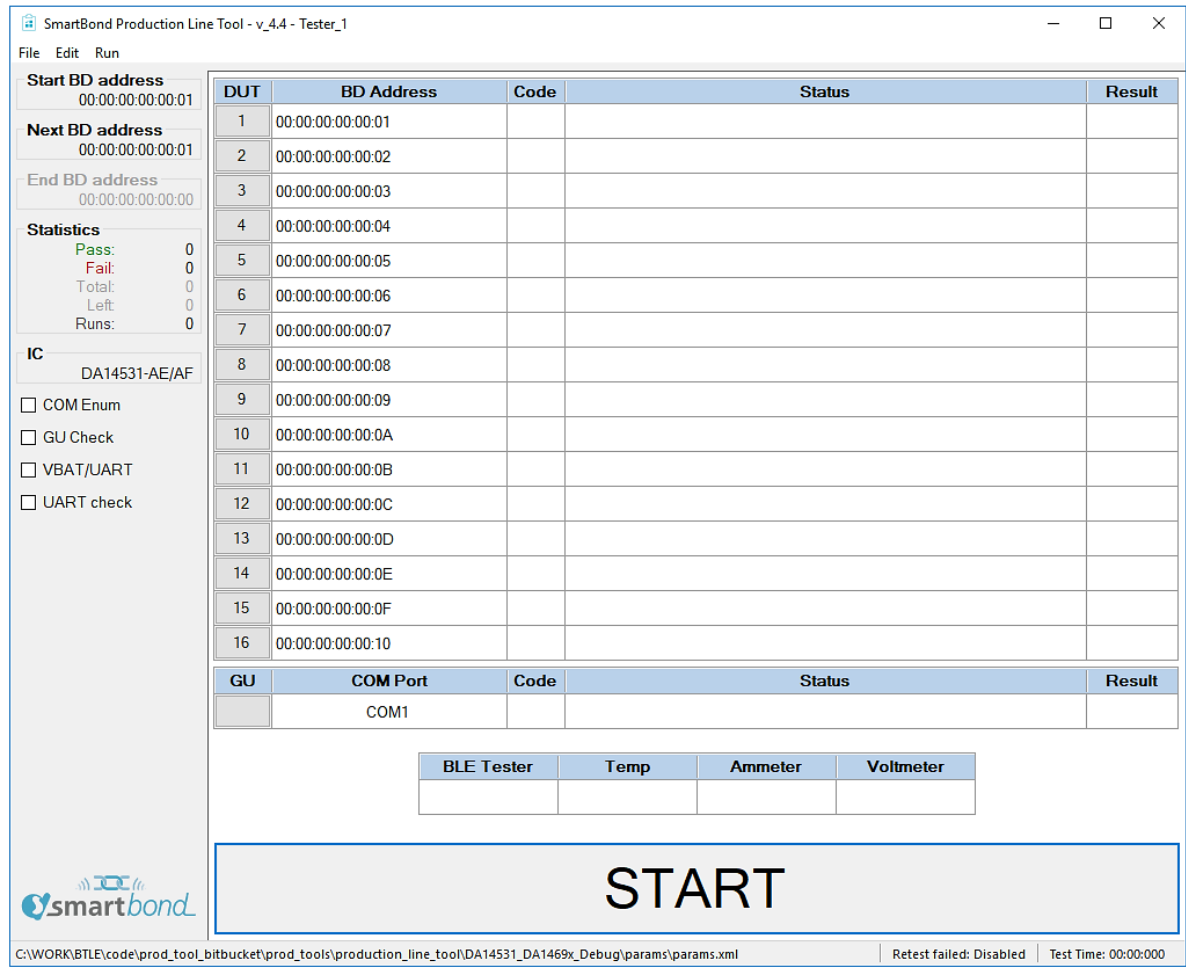 SmartBond Production Line Tool - v_4.4 - Tester_1
File Edit Run
Start BD address
00:00:00:00:00:01
Next BD address
00:00:00:00:00:01
End BD address
00:00:00:00:00:00
Statistics
Pass: 0
Fail: 0
Total: 0
Left: 0
Runs: 0
IC
DA14531-AE/AF
COM Enum
GU Check
VBAT/UART
UART check
smartbond
DUT BD Address Code Status Result
1 00:00:00:00:00:01
2 00:00:00:00:00:02
3 00:00:00:00:00:03
4 00:00:00:00:00:04
5 00:00:00:00:00:05
6 00:00:00:00:00:06
7 00:00:00:00:00:07
8 00:00:00:00:00:08
9 00:00:00:00:00:09
10 00:00:00:00:00:0A
11 00:00:00:00:00:0B
12 00:00:00:00:00:0C
13 00:00:00:00:00:0D
14 00:00:00:00:00:0E
15 00:00:00:00:00:0F
16 00:00:00:00:00:10
GU COM Port Code Status Result
COM1
BLE Tester Temp Ammeter Voltmeter
START
C:\WORK\BTLE\code\prod_tool_bitbucket\prod_tools\production_line_tool\DA14531_DA1469x_Debug\params\params.xml Retest failed: Disabled Test Time: 00:00:000